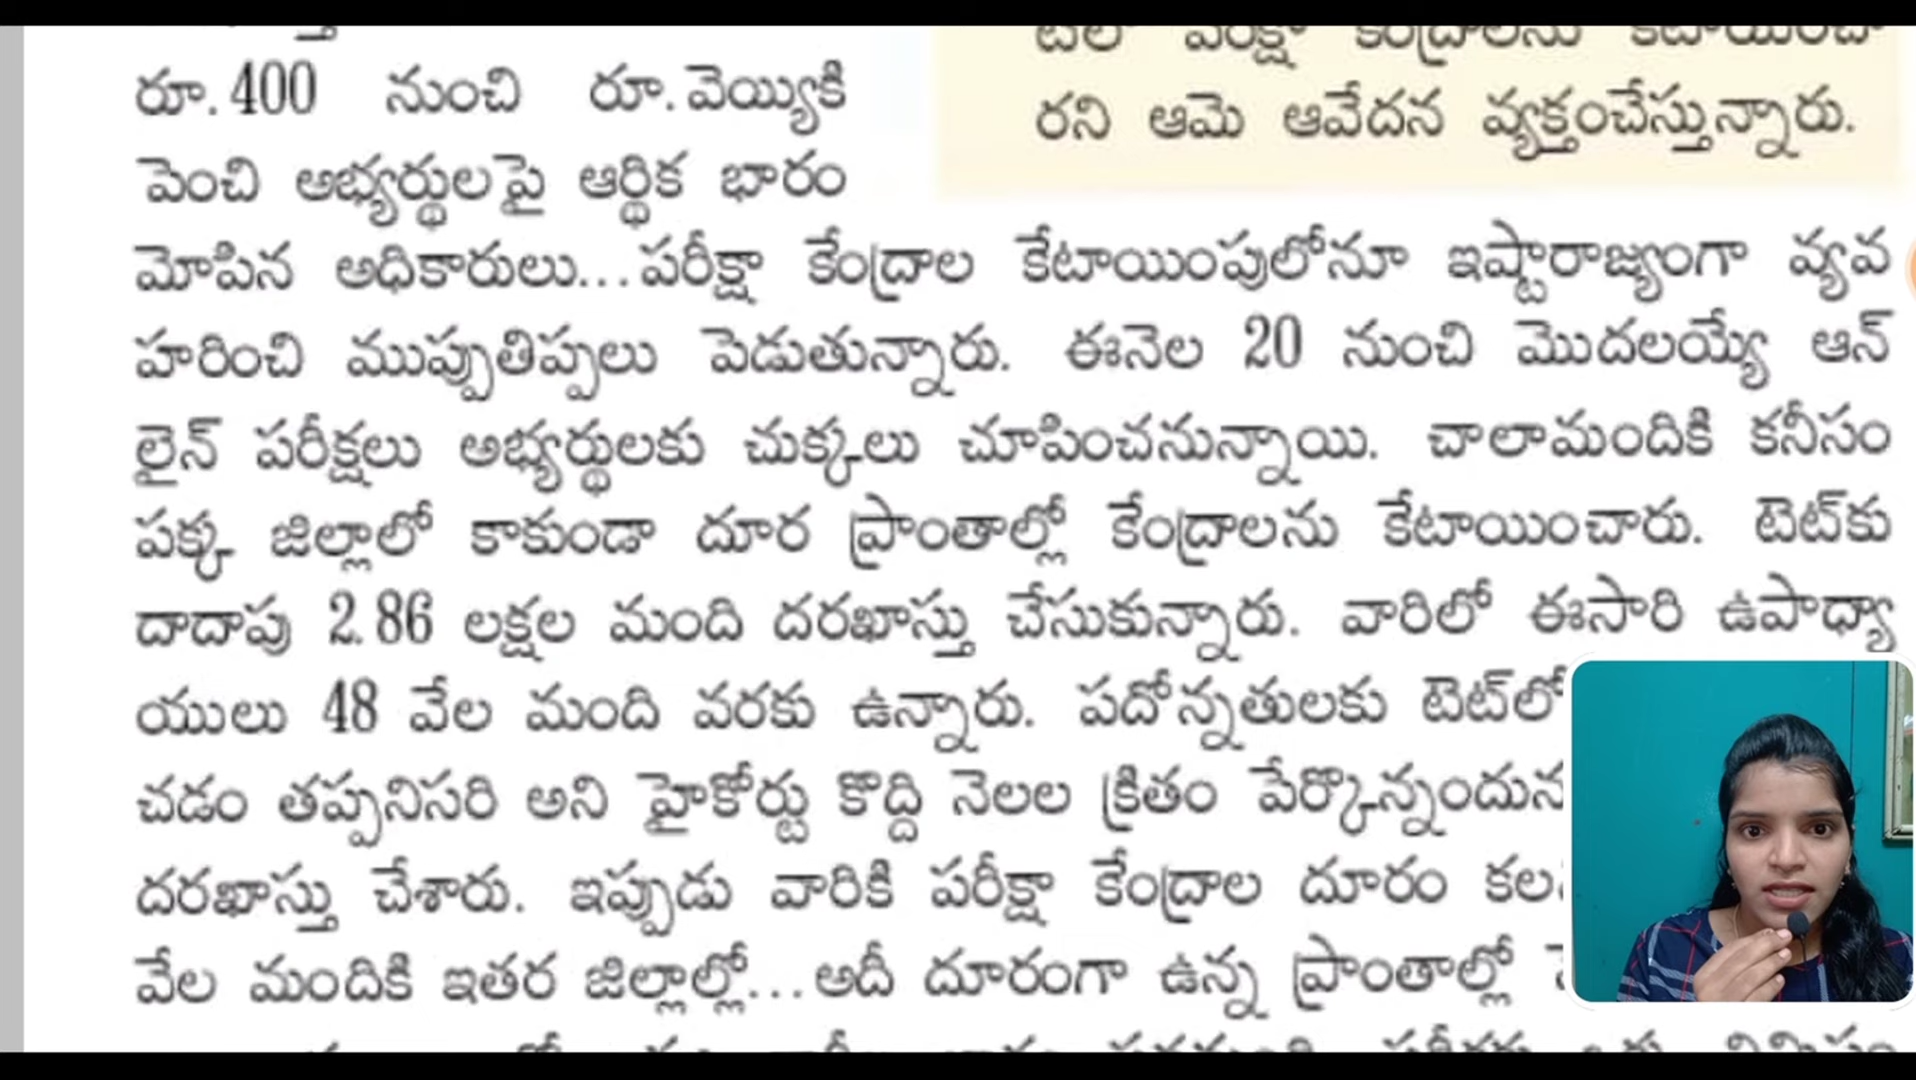 రూ. 400 నుంచి రూ. వెయ్యికి
పెంచి అభ్యర్థులపై ఆర్థిక భారం
రని ఆమె ఆవేదన వ్యక్తంచేస్తున్నారు.
మోపిన అధికారులు...పరీక్షా కేంద్రాల కేటాయింపులోనూ ఇష్టారాజ్యంగా వ్యవ
హరించి ముప్పుతిప్పలు పెడుతున్నారు. ఈనెల 20 నుంచి మొదలయ్యే ఆన్
లైన్ పరీక్షలు అభ్యర్థులకు చుక్కలు చూపించనున్నాయి. చాలామందికి కనీసం
పక్క జిల్లాలో కాకుండా దూర ప్రాంతాల్లో కేంద్రాలను కేటాయించారు. టెట్‌కు
దాదాపు 2.86 లక్షల మంది దరఖాస్తు చేసుకున్నారు. వారిలో ఈసారి ఉపాధ్యా
యులు 48 వేల మంది వరకు ఉన్నారు. పదోన్నతులకు టెట్‌లో
చడం తప్పనిసరి అని హైకోర్టు కొద్ది నెలల క్రితం పేర్కొన్నందున
దరఖాస్తు చేశారు. ఇప్పుడు వారికి పరీక్షా కేంద్రాల దూరం
వేల మందికి ఇతర జిల్లాల్లో...అదీ దూరంగా ఉన్న ప్రాంతాల్లో